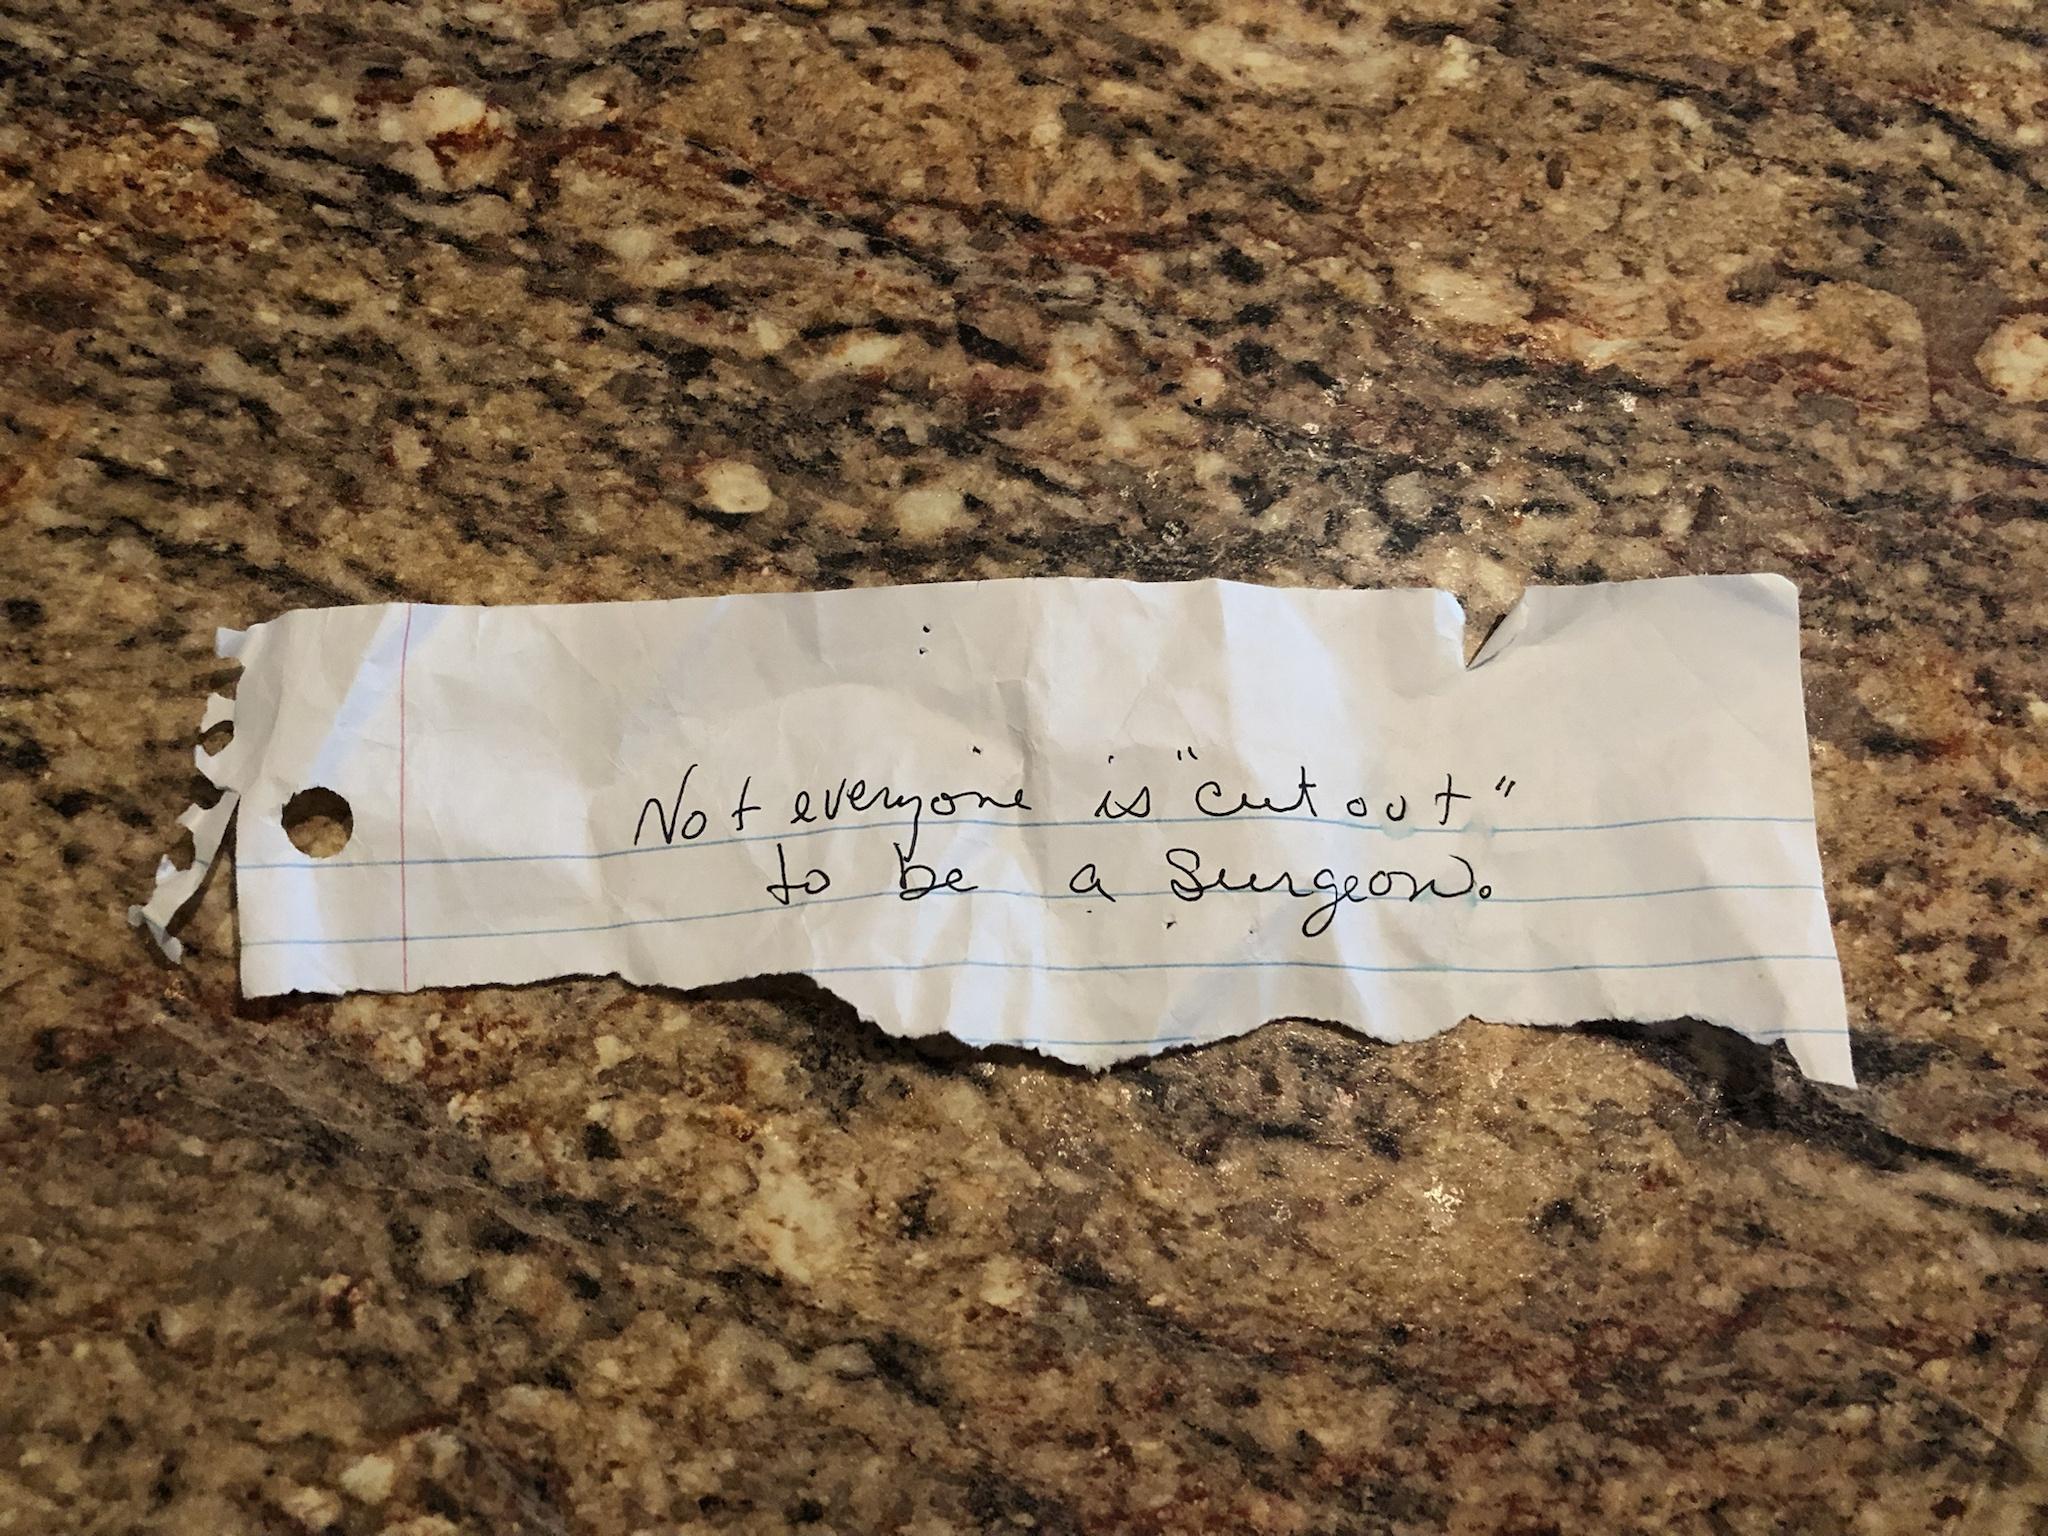 Not everyone is "cut out"
to be a surgeon.